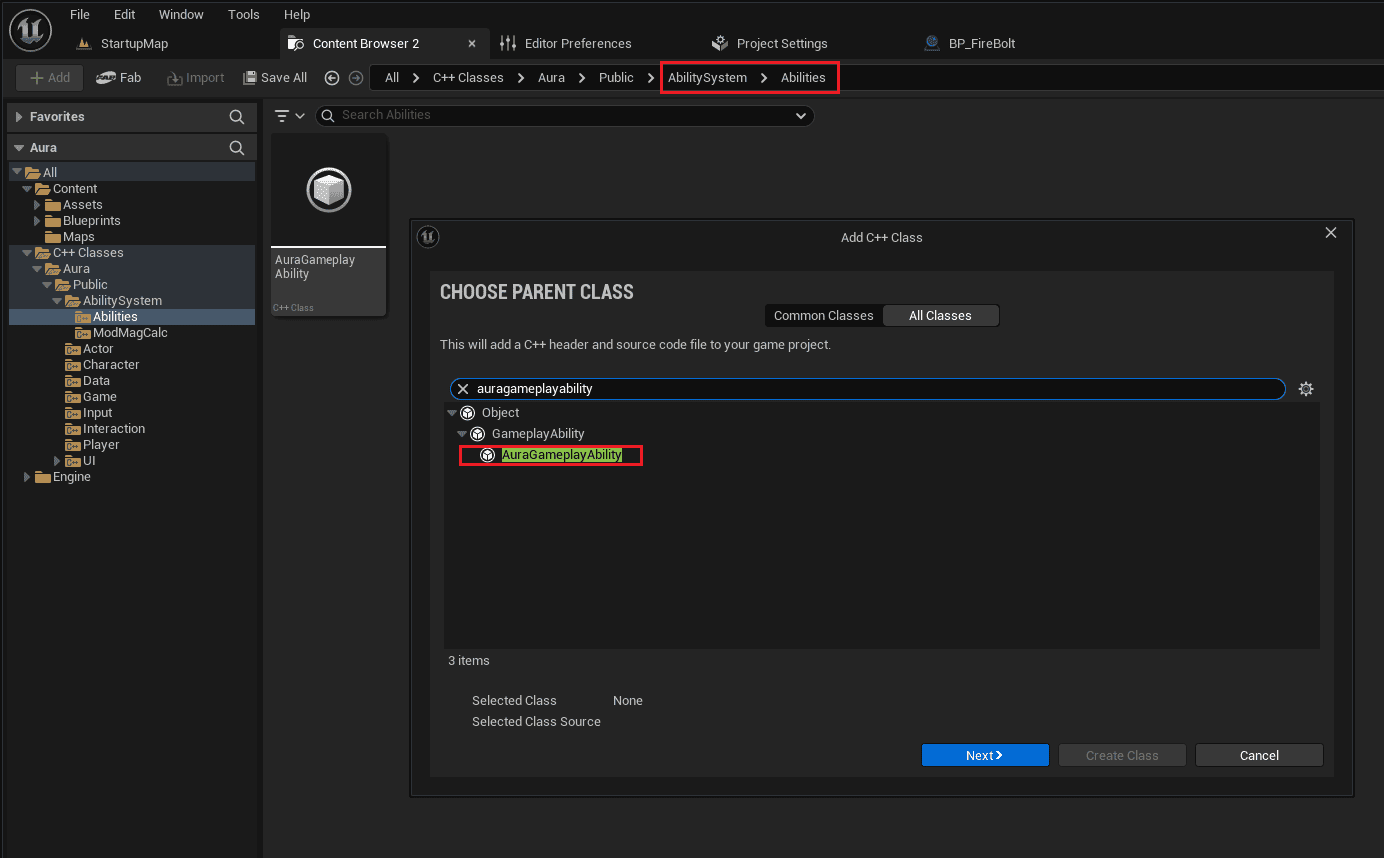 File Edit Window Tools Help
StartupMap Content Browser 2 Editor Preferences Project Settings BP_FireBolt
Add Fab Import Save All All C++ Classes Aura Public AbilitySystem Abilities
Favorites
Search Abilities
Aura
All
Content
Assets
Blueprints
Maps
C++ Classes
Aura
Public
AbilitySystem
Abilities
ModMagCalc
Actor
Character
Data
Game
Input
Interaction
Player
UI
Engine
AuraGameplay
Ability
C++ Class
Add C++ Class
CHOOSE PARENT CLASS
Common Classes All Classes
This will add a C++ header and source code file to your game project.
auragameplayability
Object
GameplayAbility
AuraGameplayAbility
3 items
Selected Class None
Selected Class Source
Next Create Class Cancel